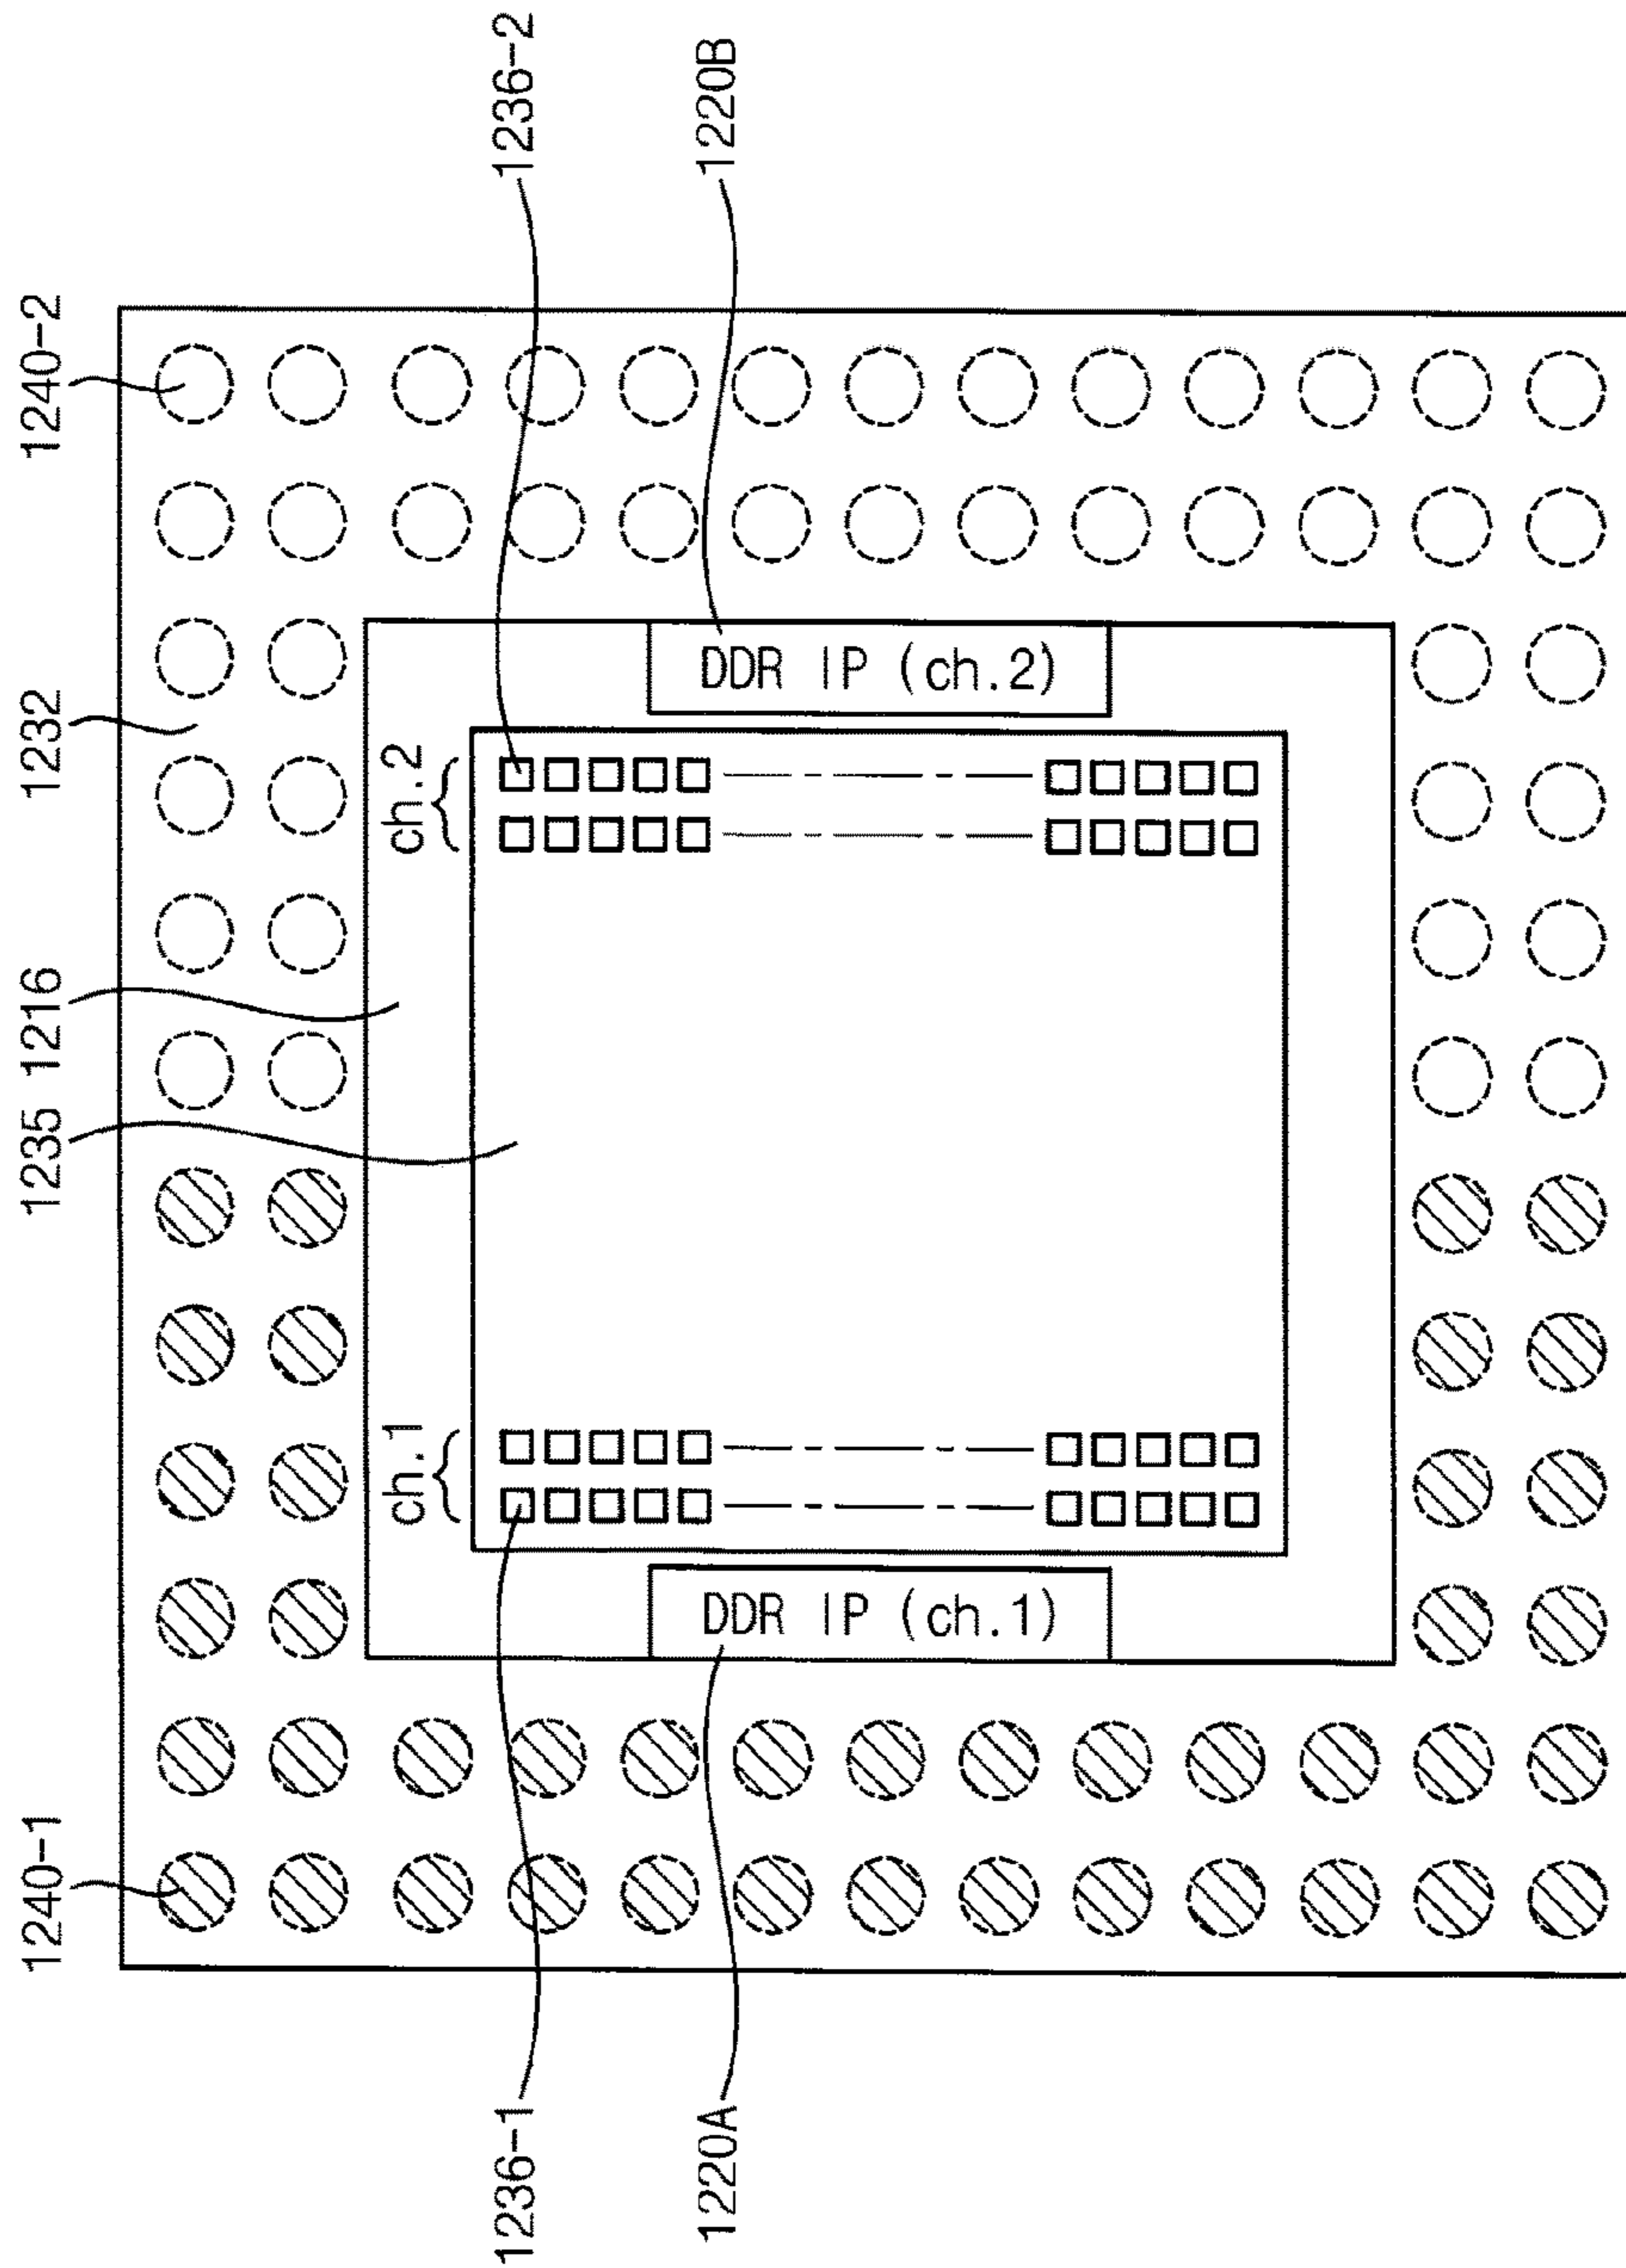 1240-1
1235
1216
1232
1240-2
ch.1
ch.2
1236-1
1236-2
DDR IP (ch.1)
DDR IP (ch.2)
1220A
1220B